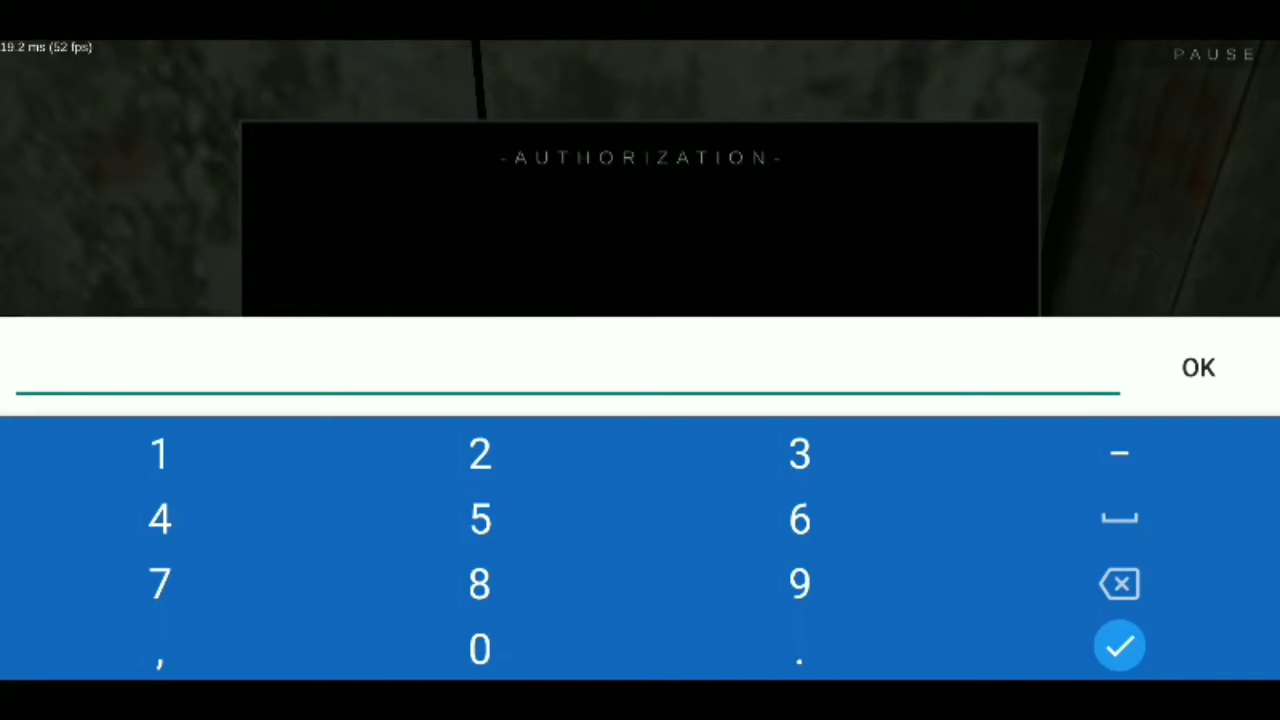 19.2 ms (52 fps)
PAUSE
-AUTHORIZATION-
OK
1 2 3 –
4 5 6
7 8 9
, 0 .